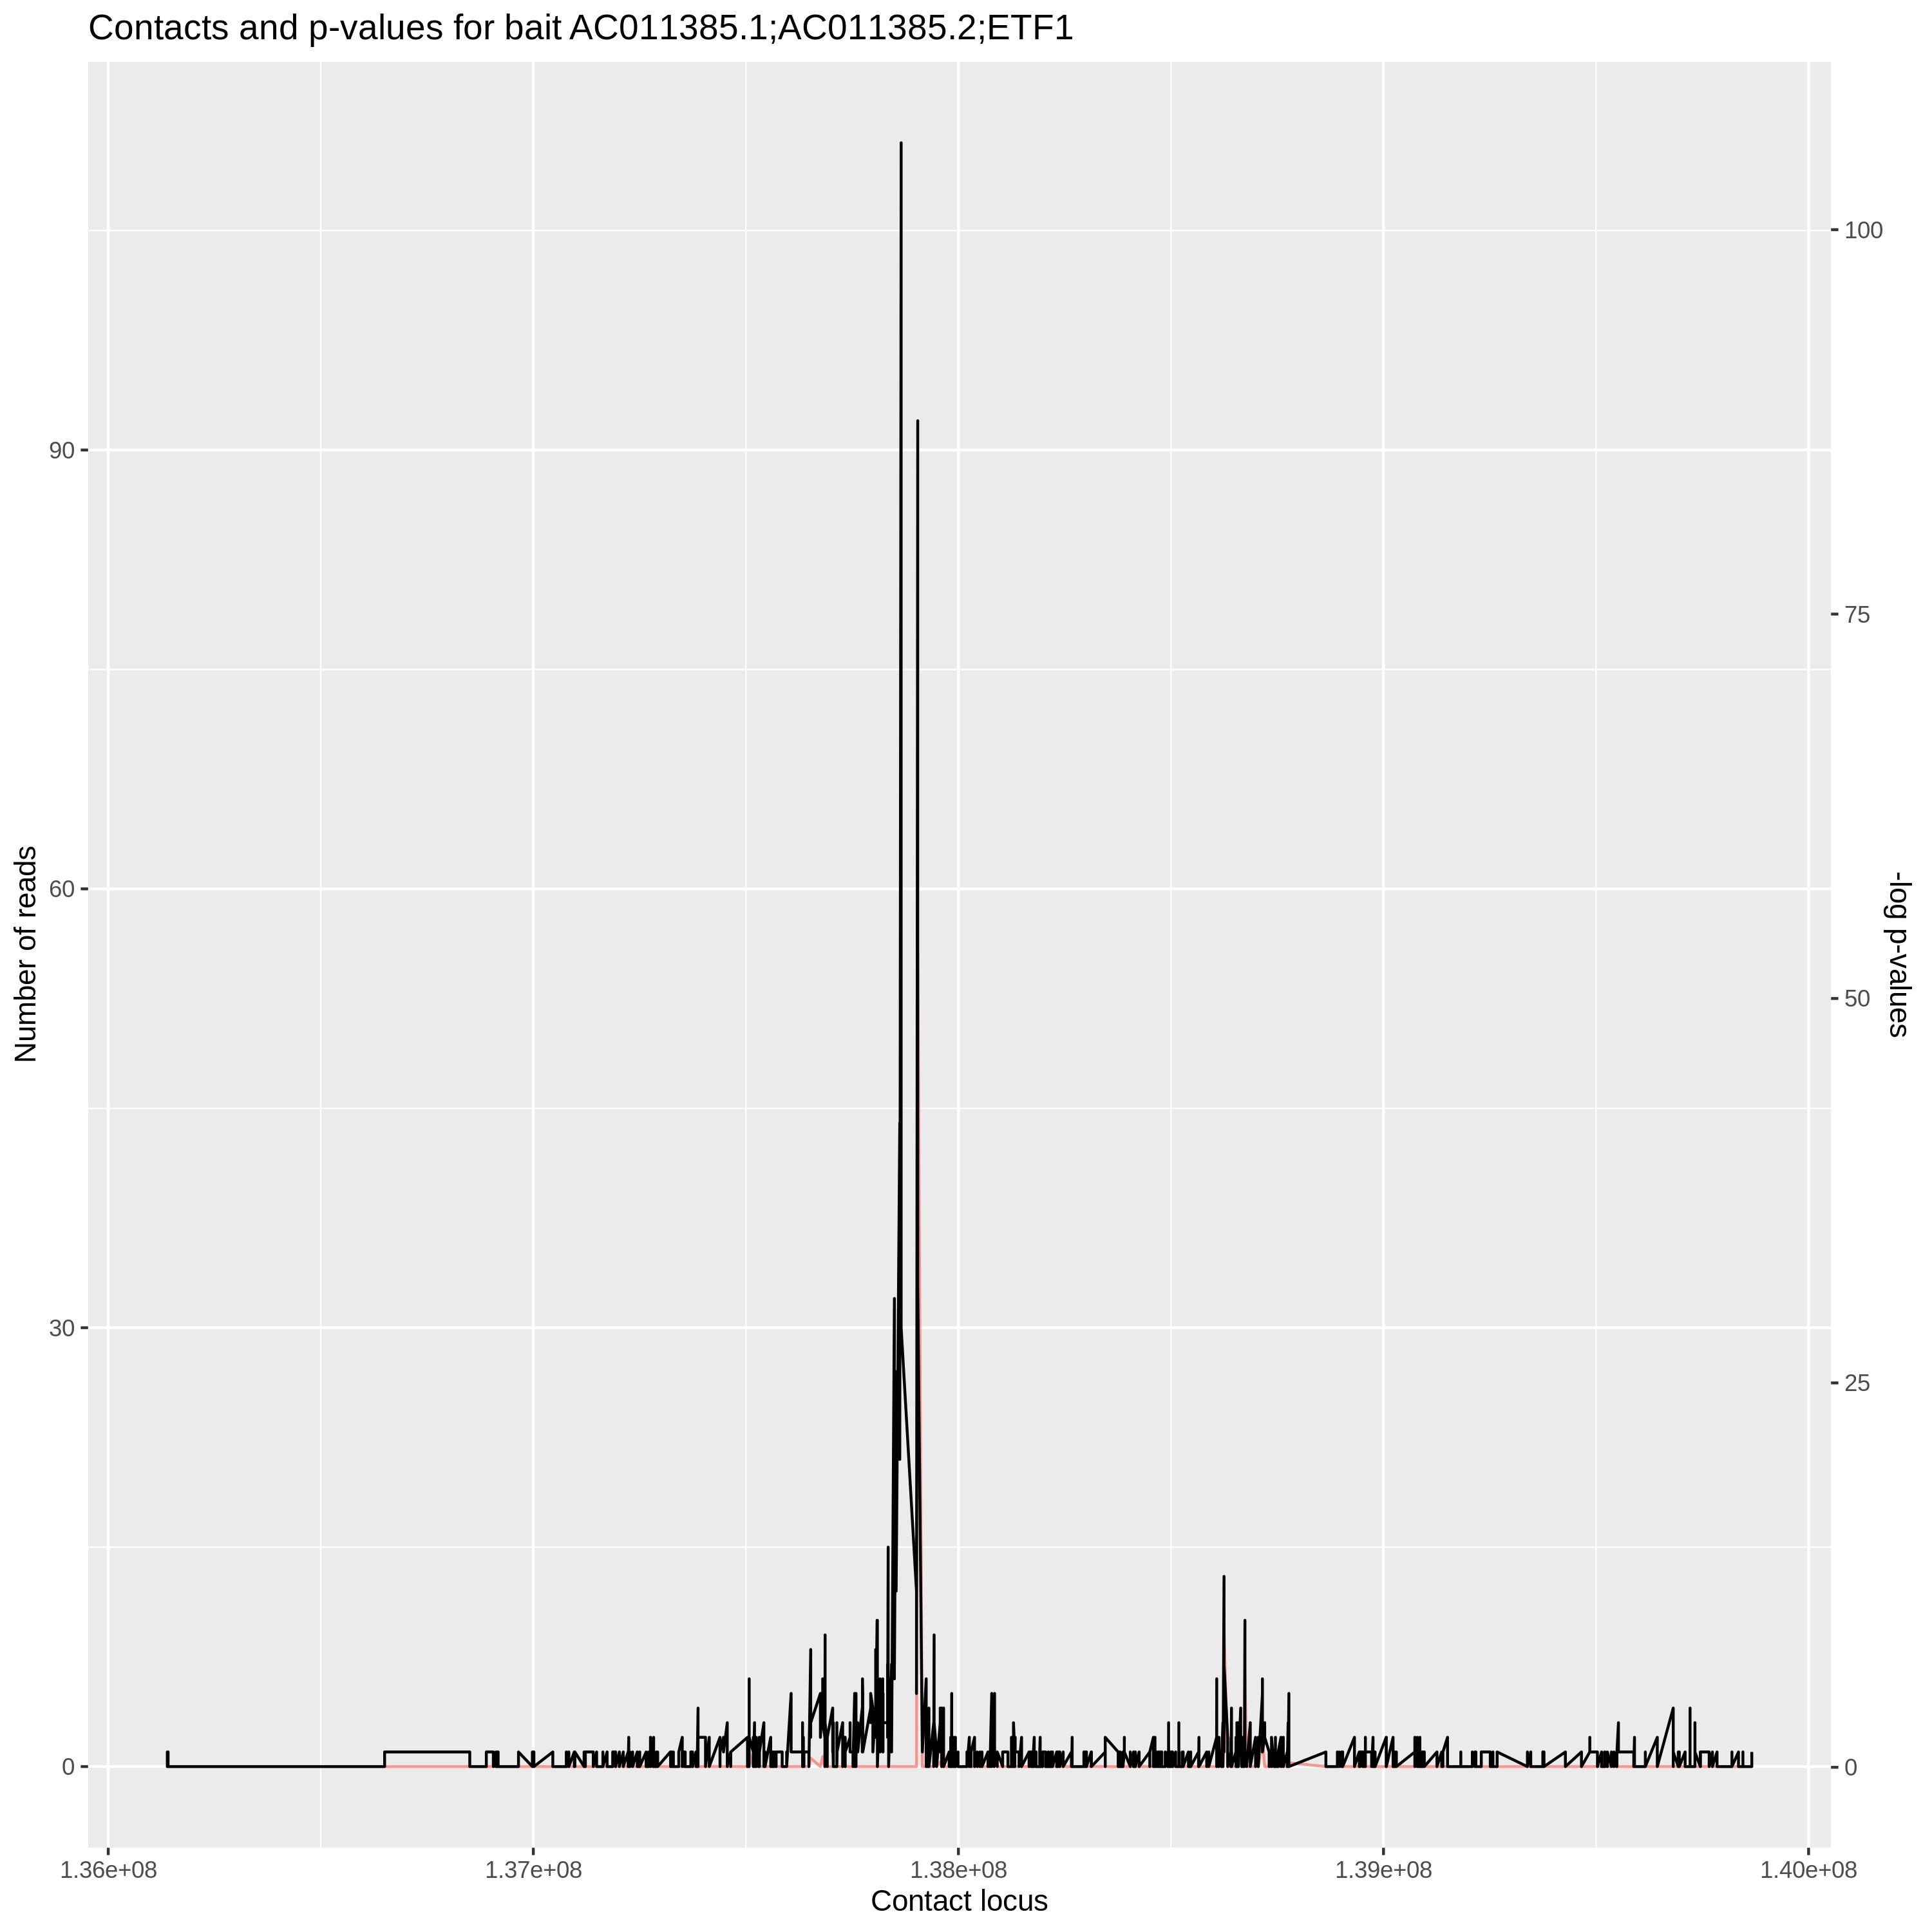 Contacts and p-values for bait AC011385.1;AC011385.2;ETF1
Number of reads
90
60
30
0
100
75
50
25
0
-log p-values
1.36e+08 1.37e+08 1.38e+08 1.39e+08 1.40e+08
Contact locus